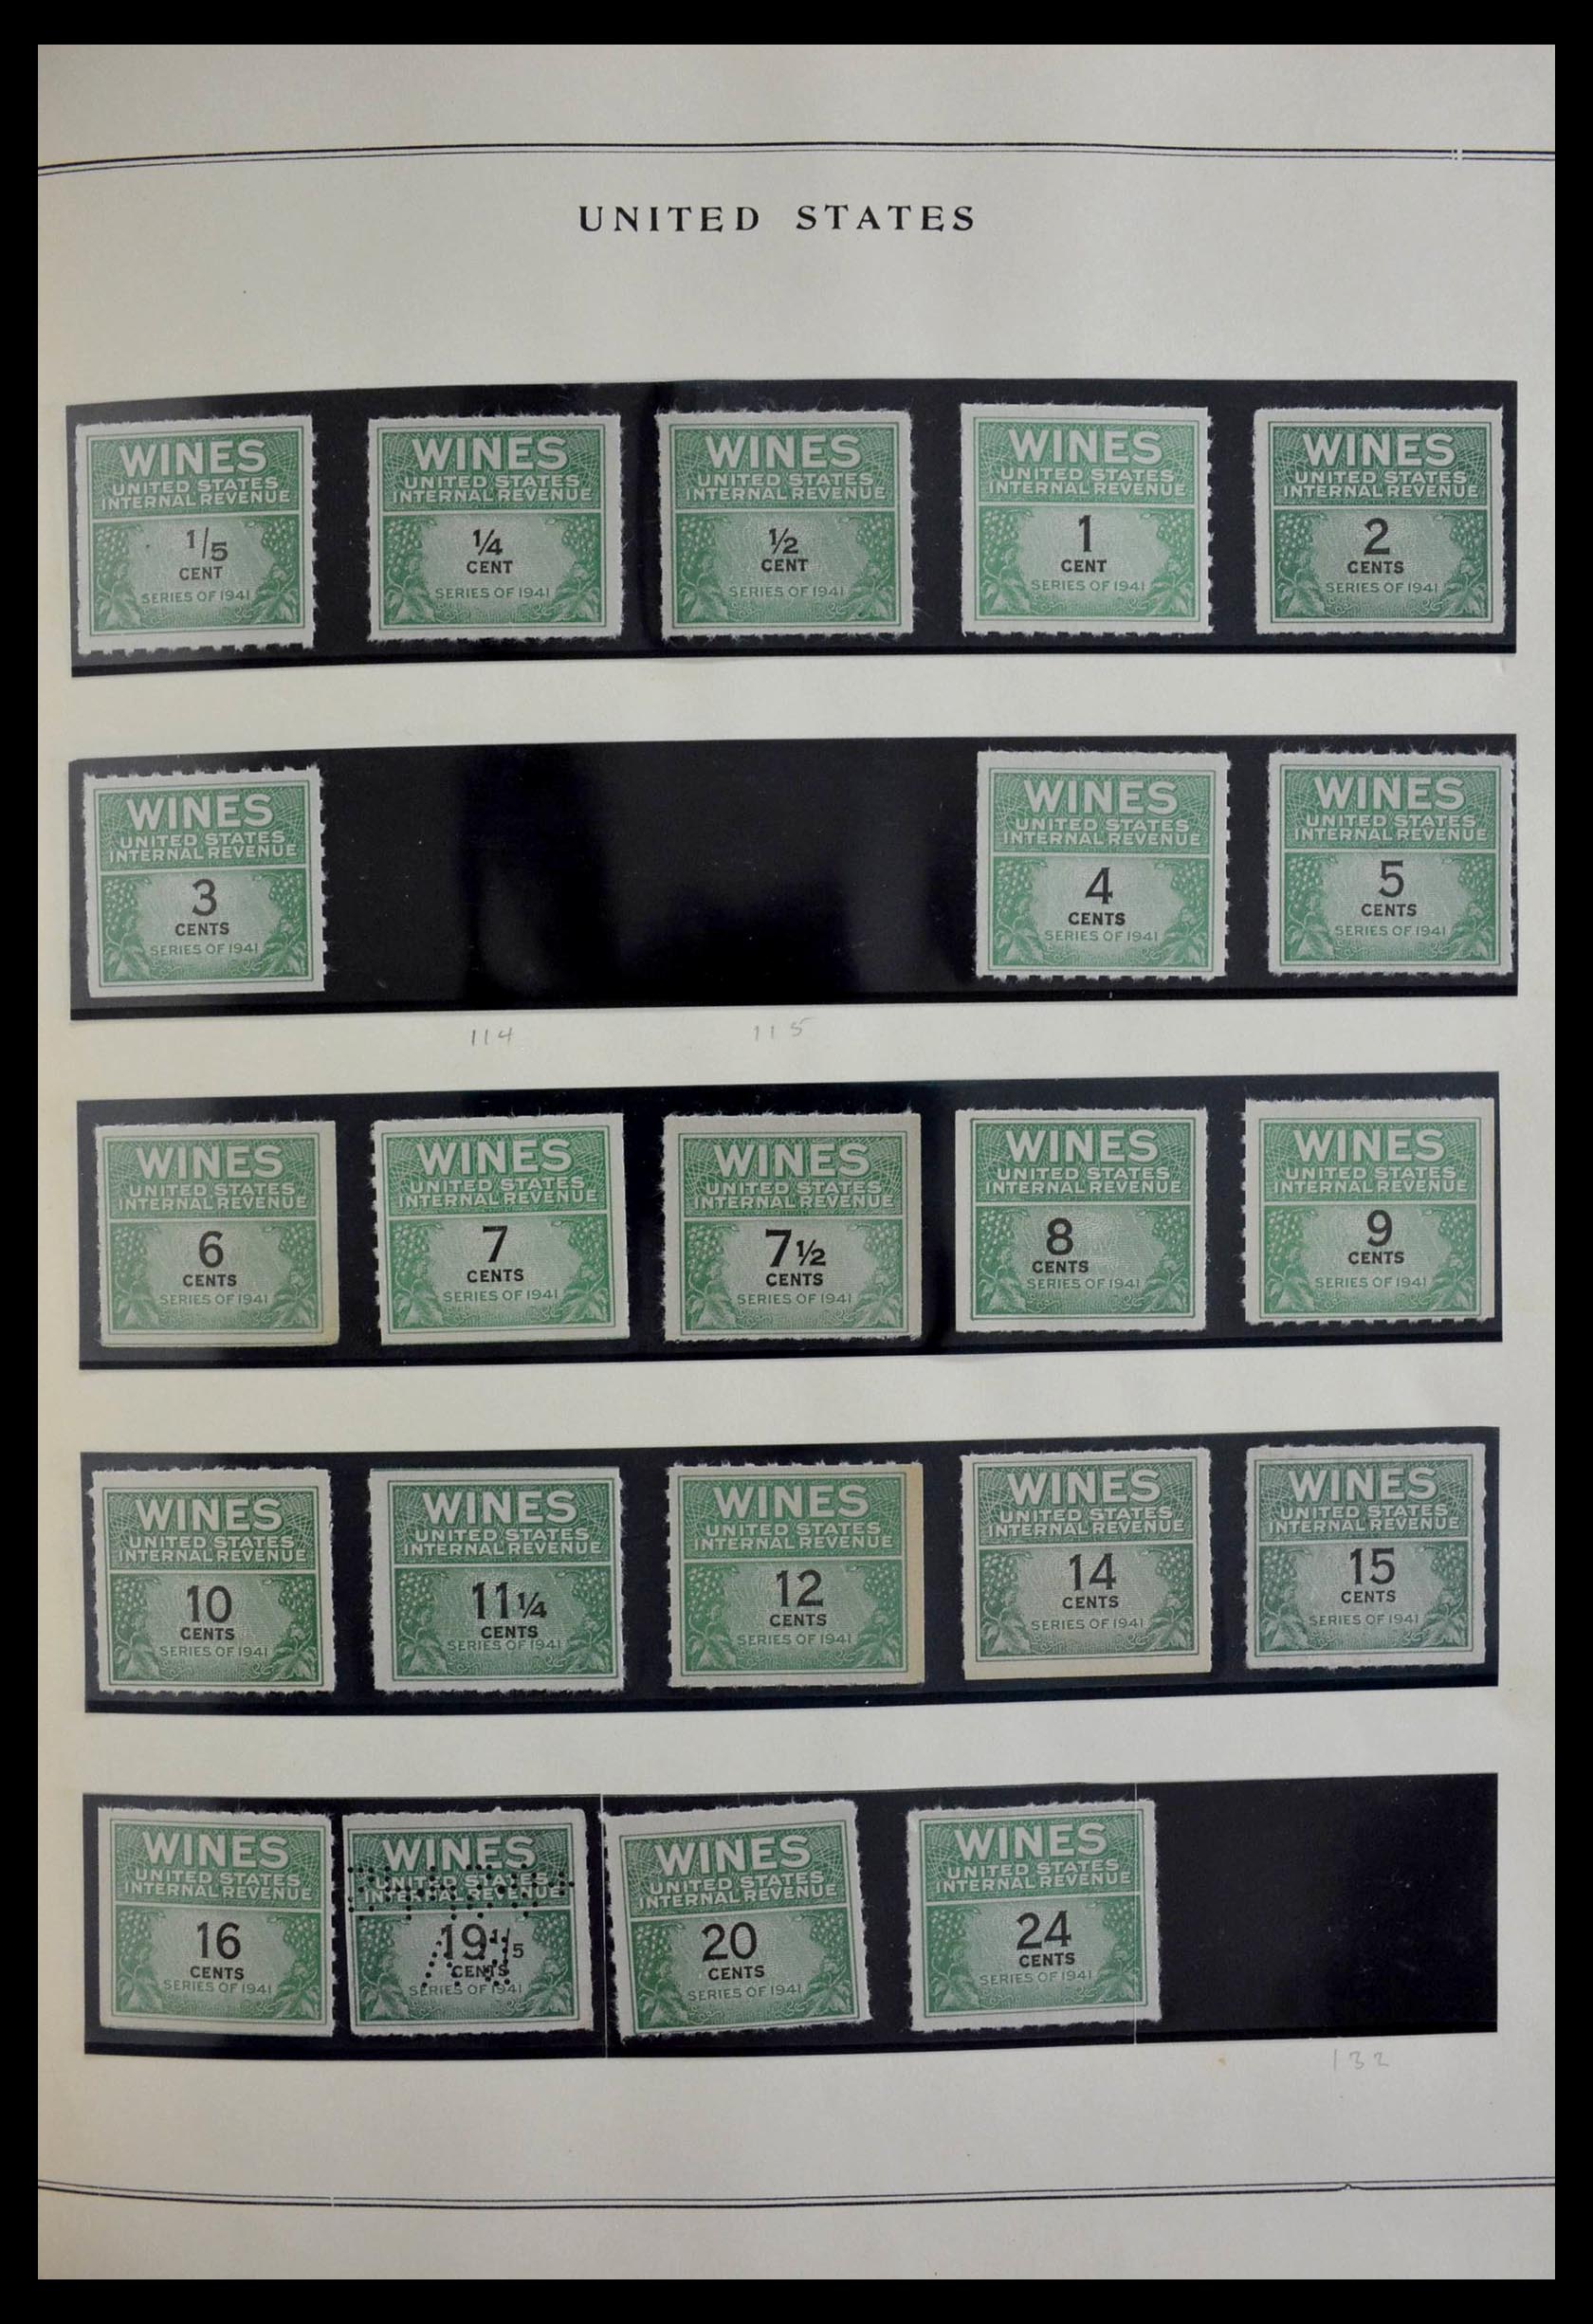 UNITED STATES
WINES
UNITED STATES
INTERNAL REVENUE
1/5
CENT
SERIES OF 1941
WINES
UNITED STATES
INTERNAL REVENUE
1/4
CENT
SERIES OF 1941
WINES
UNITED STATES
INTERNAL REVENUE
1/2
CENT
SERIES OF 1941
WINES
UNITED STATES
INTERNAL REVENUE
1
CENT
SERIES OF 1941
WINES
UNITED STATES
INTERNAL REVENUE
2
CENTS
SERIES OF 1941
WINES
UNITED STATES
INTERNAL REVENUE
3
CENTS
SERIES OF 1941
WINES
UNITED STATES
INTERNAL REVENUE
4
CENTS
SERIES OF 1941
WINES
UNITED STATES
INTERNAL REVENUE
5
CENTS
SERIES OF 1941
114 115
WINES
UNITED STATES
INTERNAL REVENUE
6
CENTS
SERIES OF 1941
WINES
UNITED STATES
INTERNAL REVENUE
7
CENTS
SERIES OF 1941
WINES
UNITED STATES
INTERNAL REVENUE
7 1/2
CENTS
SERIES OF 1941
WINES
UNITED STATES
INTERNAL REVENUE
8
CENTS
SERIES OF 1941
WINES
UNITED STATES
INTERNAL REVENUE
9
CENTS
SERIES OF 1941
WINES
UNITED STATES
INTERNAL REVENUE
10
CENTS
SERIES OF 1941
WINES
UNITED STATES
INTERNAL REVENUE
11 1/4
CENTS
SERIES OF 1941
WINES
UNITED STATES
INTERNAL REVENUE
12
CENTS
SERIES OF 1941
WINES
UNITED STATES
INTERNAL REVENUE
14
CENTS
SERIES OF 1941
WINES
UNITED STATES
INTERNAL REVENUE
15
CENTS
SERIES OF 1941
WINES
UNITED STATES
INTERNAL REVENUE
16
CENTS
SERIES OF 1941
WINES
UNITED STATES
INTERNAL REVENUE
19 1/5
CENTS
SERIES OF 1941
WINES
UNITED STATES
INTERNAL REVENUE
20
CENTS
SERIES OF 1941
WINES
UNITED STATES
INTERNAL REVENUE
24
CENTS
SERIES OF 1941
132